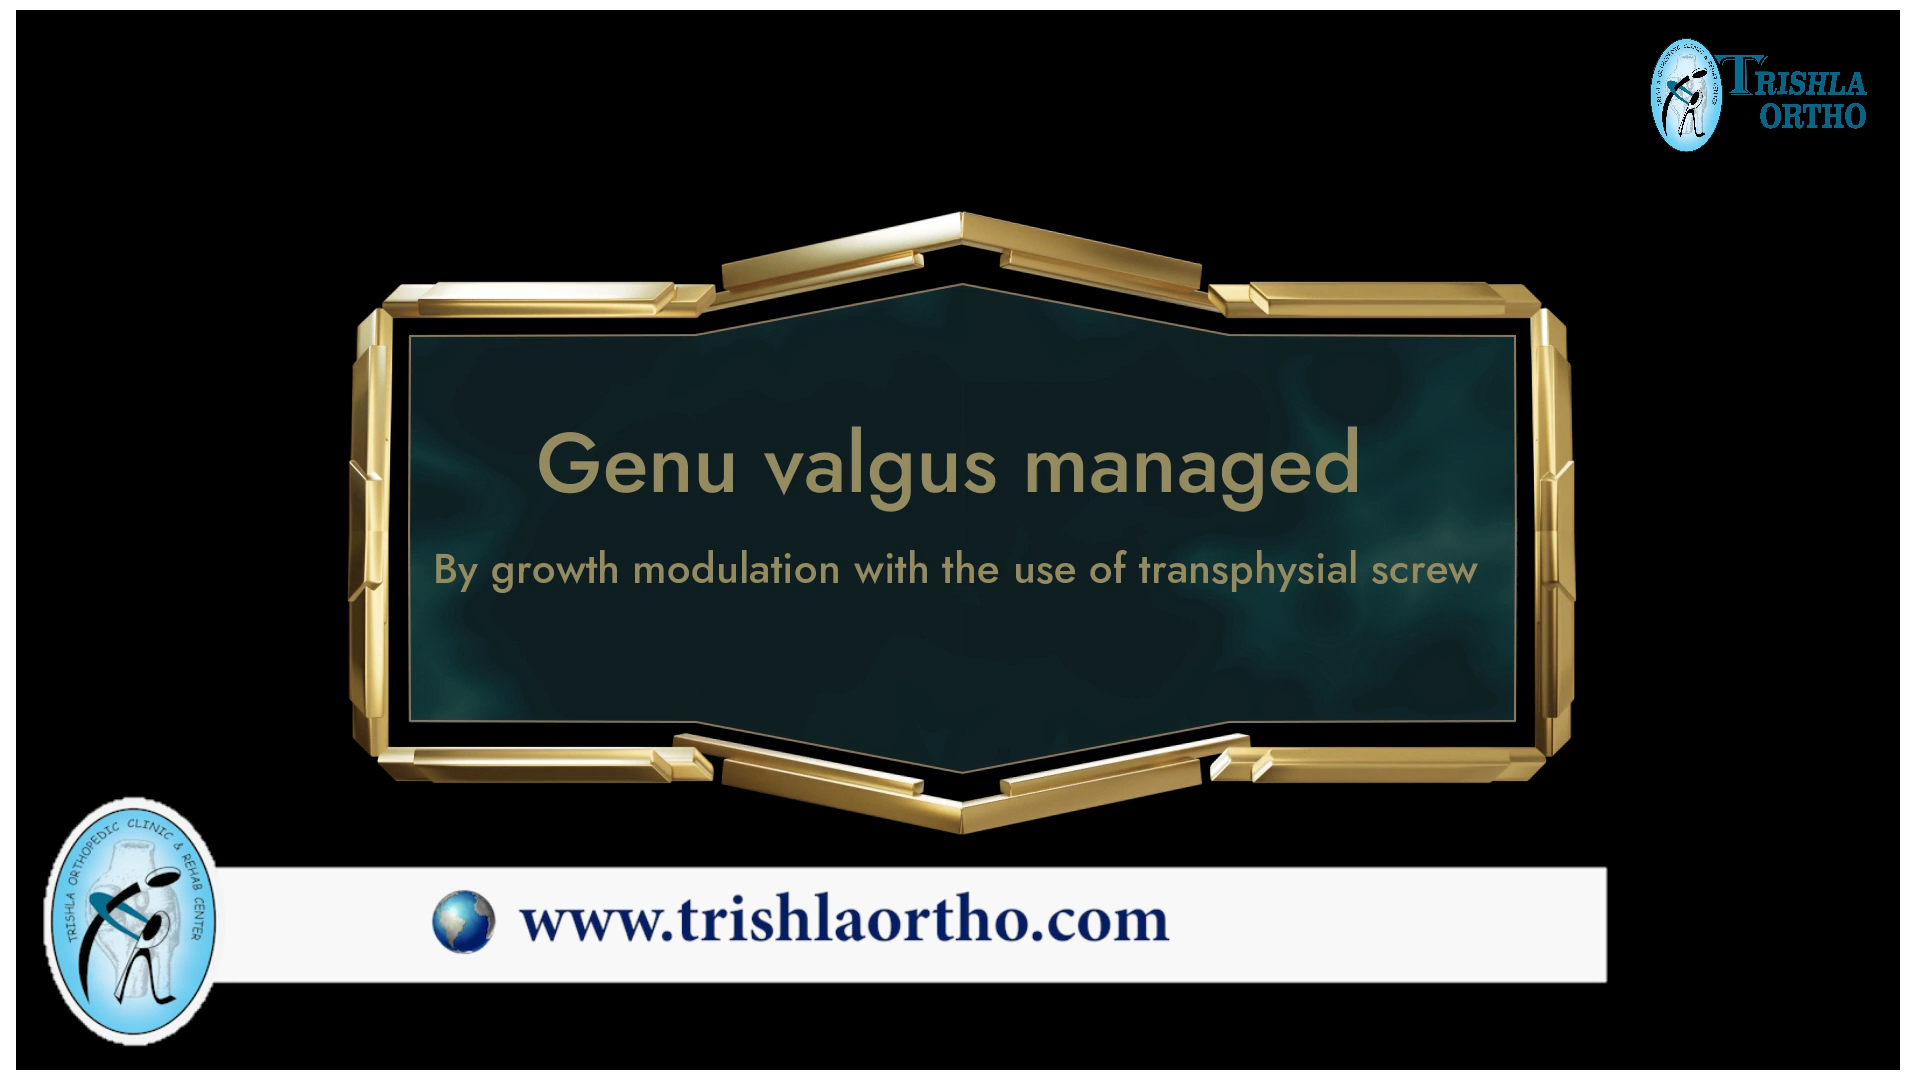 TRISHLA
ORTHO
Genu valgus managed
By growth modulation with the use of transphysial screw
TRISHLA ORTHOPEDIC CLINIC & REHAB CENTER
www.trishlaortho.com